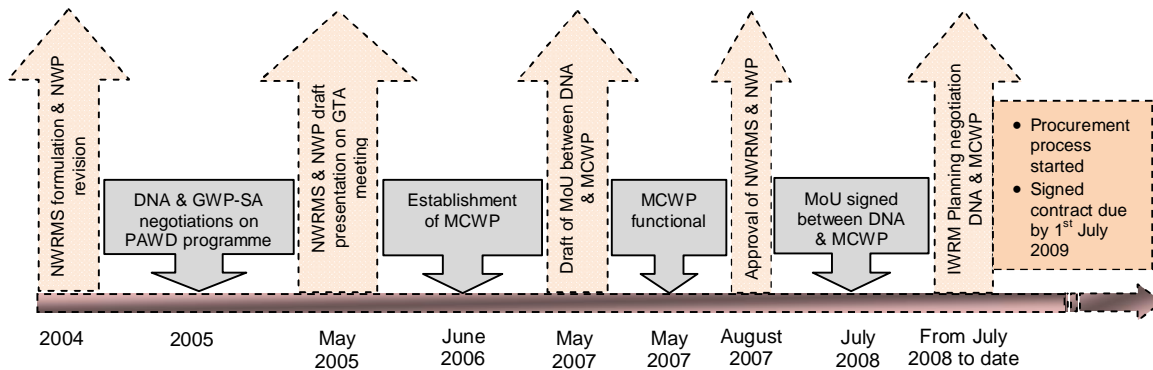 NWRMS formulation & NWP
revision
DNA & GWP-SA
negotiations on
PAWD programme
NWRMS & NWP draft
presentation on GTA
meeting
Establishment
of MCWP
Draft of MoU between DNA
& MCWP
MCWP
functional
Approval of NWRMS & NWP
MoU signed
between DNA
& MCWP
IWRM Planning negotiation
DNA & MCWP
• Procurement
process
started
• Signed
contract due
by 1st July
2009
2004
2005
May
2005
June
2006
May
2007
May
2007
August
2007
July
2008
From July
2008 to date